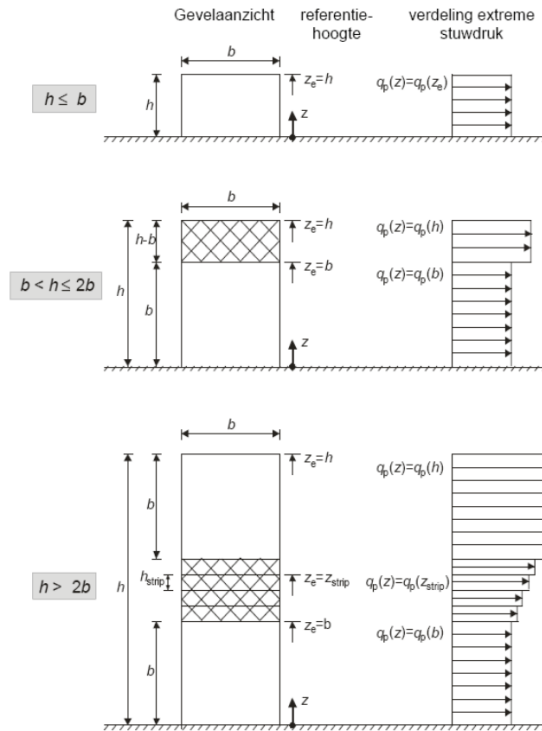 Gevelaanzicht
referentie-
hoogte
verdeling extreme
stuwdruk
h ≤ b
b
h
z_e=h
z
q_p(z)=q_p(z_e)
b < h ≤ 2b
b
h
h-b
b
z_e=h
z_e=b
z
q_p(z)=q_p(h)
q_p(z)=q_p(b)
h > 2b
b
h
b
h_strip
b
z_e=h
z_e=z_strip
z_e=b
z
q_p(z)=q_p(h)
q_p(z)=q_p(z_strip)
q_p(z)=q_p(b)